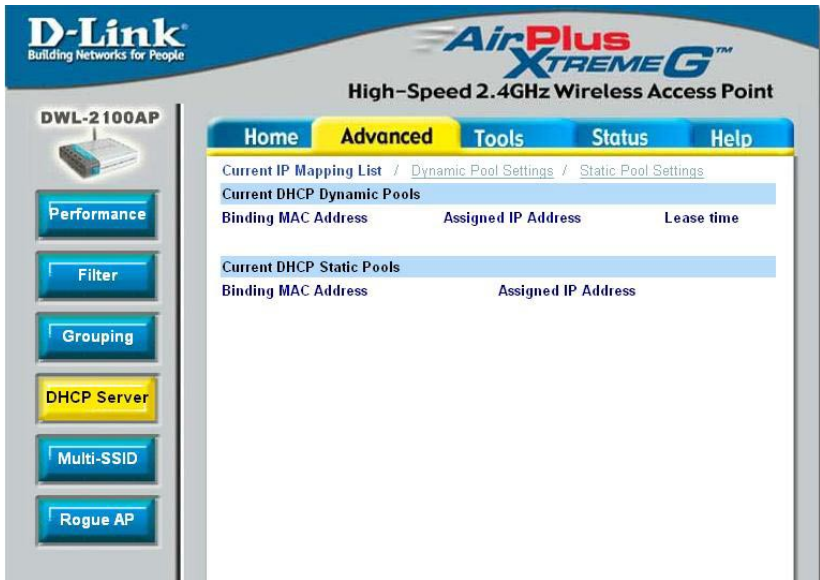 D-Link
Building Networks for People
AirPlus
XTREME G™
High-Speed 2.4GHz Wireless Access Point
DWL-2100AP
Home Advanced Tools Status Help
Performance
Filter
Grouping
DHCP Server
Multi-SSID
Rogue AP
Current IP Mapping List / Dynamic Pool Settings / Static Pool Settings
Current DHCP Dynamic Pools
Binding MAC Address Assigned IP Address Lease time
Current DHCP Static Pools
Binding MAC Address Assigned IP Address